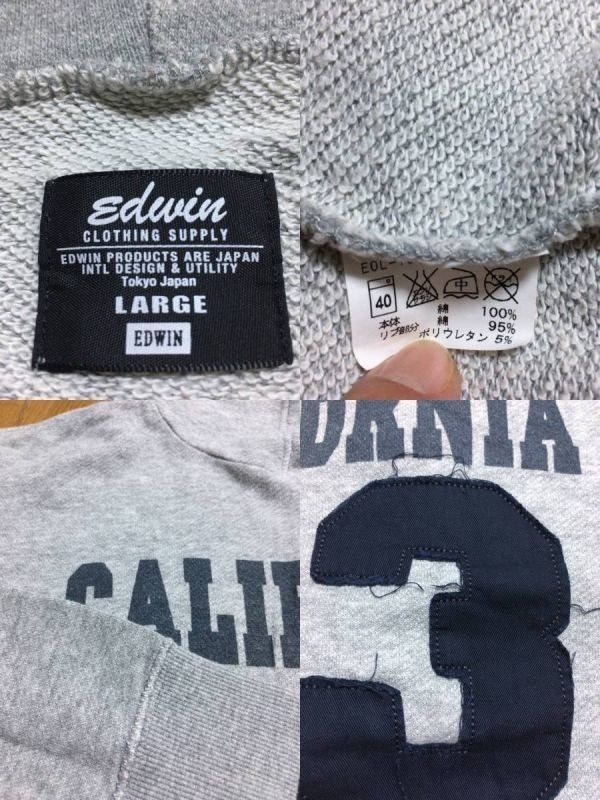 Edwin
CLOTHING SUPPLY
EDWIN PRODUCTS ARE JAPAN
INTL DESIGN & UTILITY
Tokyo Japan
LARGE
EDWIN
40
中
本体 綿 100%
リブ部分 綿 95%
ポリウレタン 5%
CALI
ORNIA
3